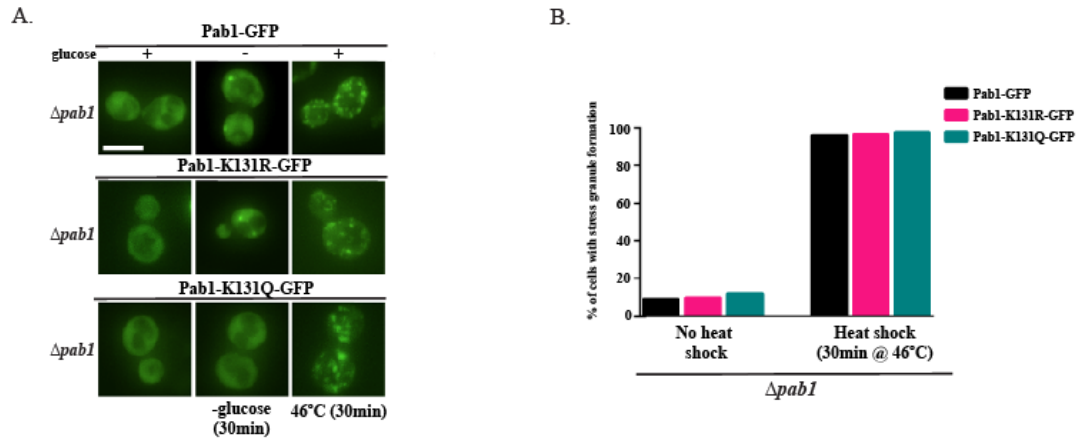 A.
Pab1-GFP
glucose + - +
Δpab1
Pab1-K131R-GFP
Δpab1
Pab1-K131Q-GFP
Δpab1
-glucose
(30min)
46°C (30min)
B.
Pab1-GFP
Pab1-K131R-GFP
Pab1-K131Q-GFP
% of cells with stress granule formation
100
80
60
40
20
0
No heat
shock
Heat shock
(30min @ 46°C)
Δpab1